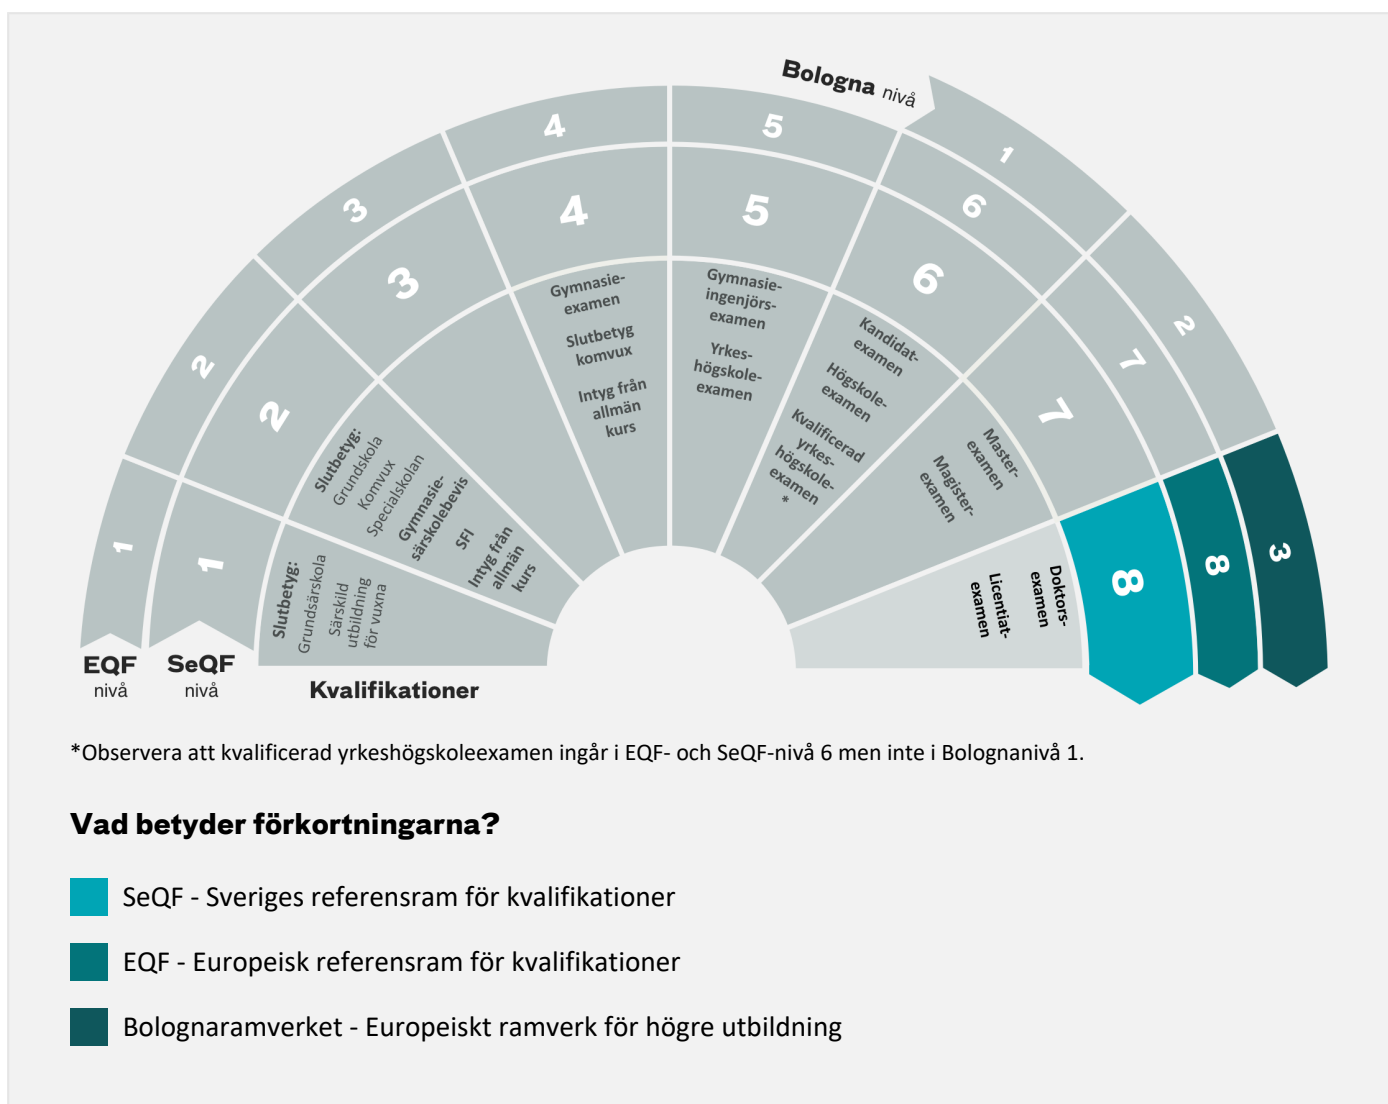 Bologna nivå
1
2
3
4
5
6
7
8
1
2
3
4
5
6
7
8
1
2
3
EQF
nivå
SeQF
nivå
Kvalifikationer
Slutbetyg:
Grundsärskola
Särskild
utbildning
för vuxna
Slutbetyg:
Grundskola
Komvux
Specialskolan
Gymnasie-
särskolebevis
SFI
Intyg från
allmän
kurs
Gymnasie-
examen
Slutbetyg
komvux
Intyg från
allmän
kurs
Gymnasie-
ingenjörs-
examen
Yrkes-
högskole-
examen
Kandidat-
examen
Högskole-
examen
Kvalificerad
yrkes-
högskole-
examen
*
Master-
examen
Magister-
examen
Doktors-
examen
Licentiat-
examen
*Observera att kvalificerad yrkeshögskoleexamen ingår i EQF- och SeQF-nivå 6 men inte i Bolognanivå 1.
Vad betyder förkortningarna?
SeQF - Sveriges referensram för kvalifikationer
EQF - Europeisk referensram för kvalifikationer
Bolognaramverket - Europeiskt ramverk för högre utbildning